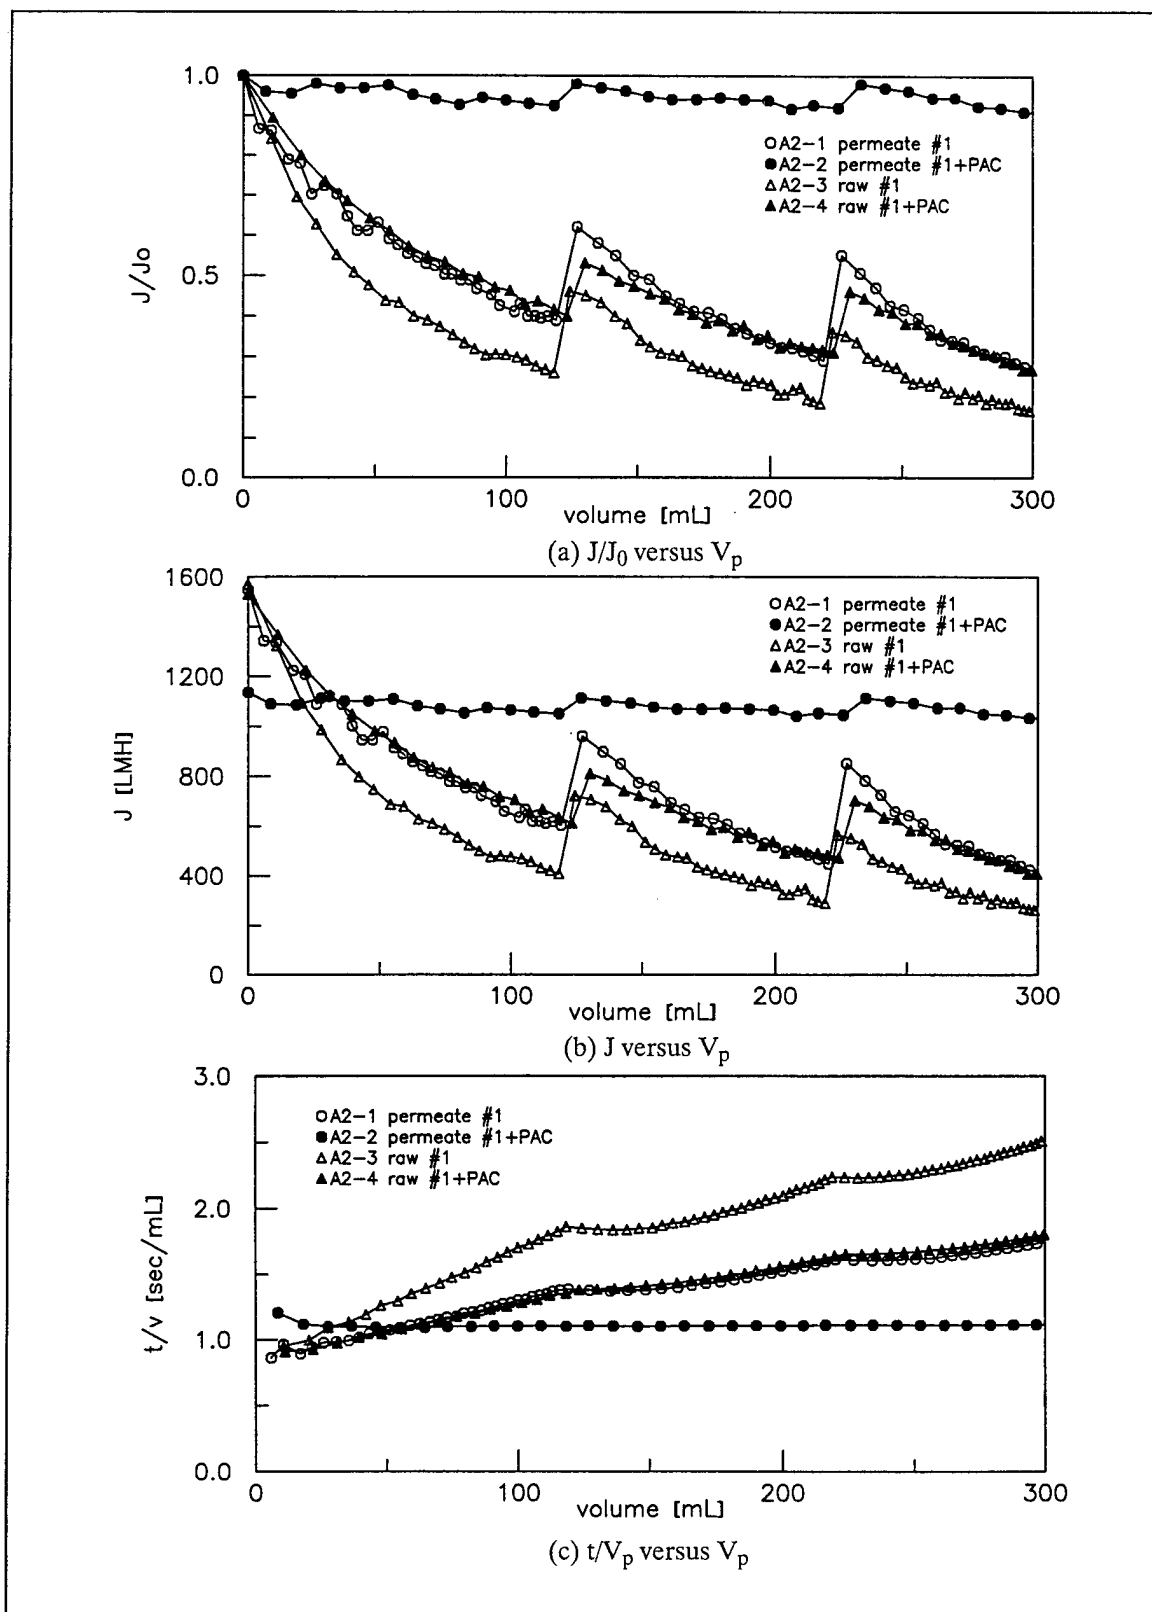 1.0
0.5
0.0
J/Jo
○A2-1 permeate #1
●A2-2 permeate #1+PAC
△A2-3 raw #1
▲A2-4 raw #1+PAC
0 100 200 300
volume [mL]
(a) J/J₀ versus Vₚ
1600
1200
800
400
0
J [LMH]
○A2-1 permeate #1
●A2-2 permeate #1+PAC
△A2-3 raw #1
▲A2-4 raw #1+PAC
0 100 200 300
volume [mL]
(b) J versus Vₚ
3.0
2.0
1.0
0.0
t/v [sec/mL]
○A2-1 permeate #1
●A2-2 permeate #1+PAC
△A2-3 raw #1
▲A2-4 raw #1+PAC
0 100 200 300
volume [mL]
(c) t/Vₚ versus Vₚ